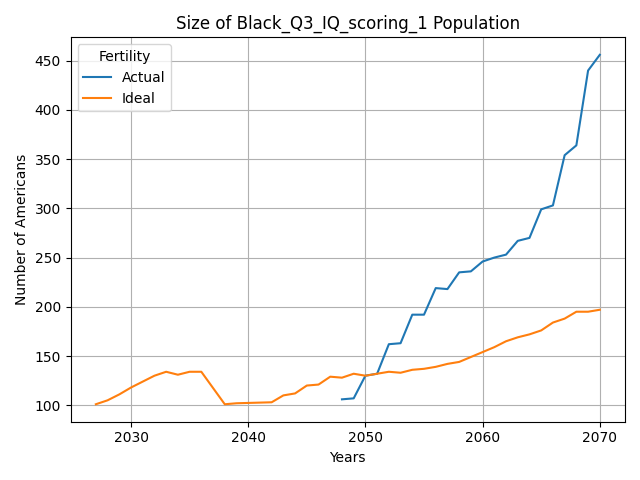 Size of Black_Q3_IQ_scoring_1 Population
Fertility
Actual
Ideal
Number of Americans
450
400
350
300
250
200
150
100
2030
2040
2050
2060
2070
Years